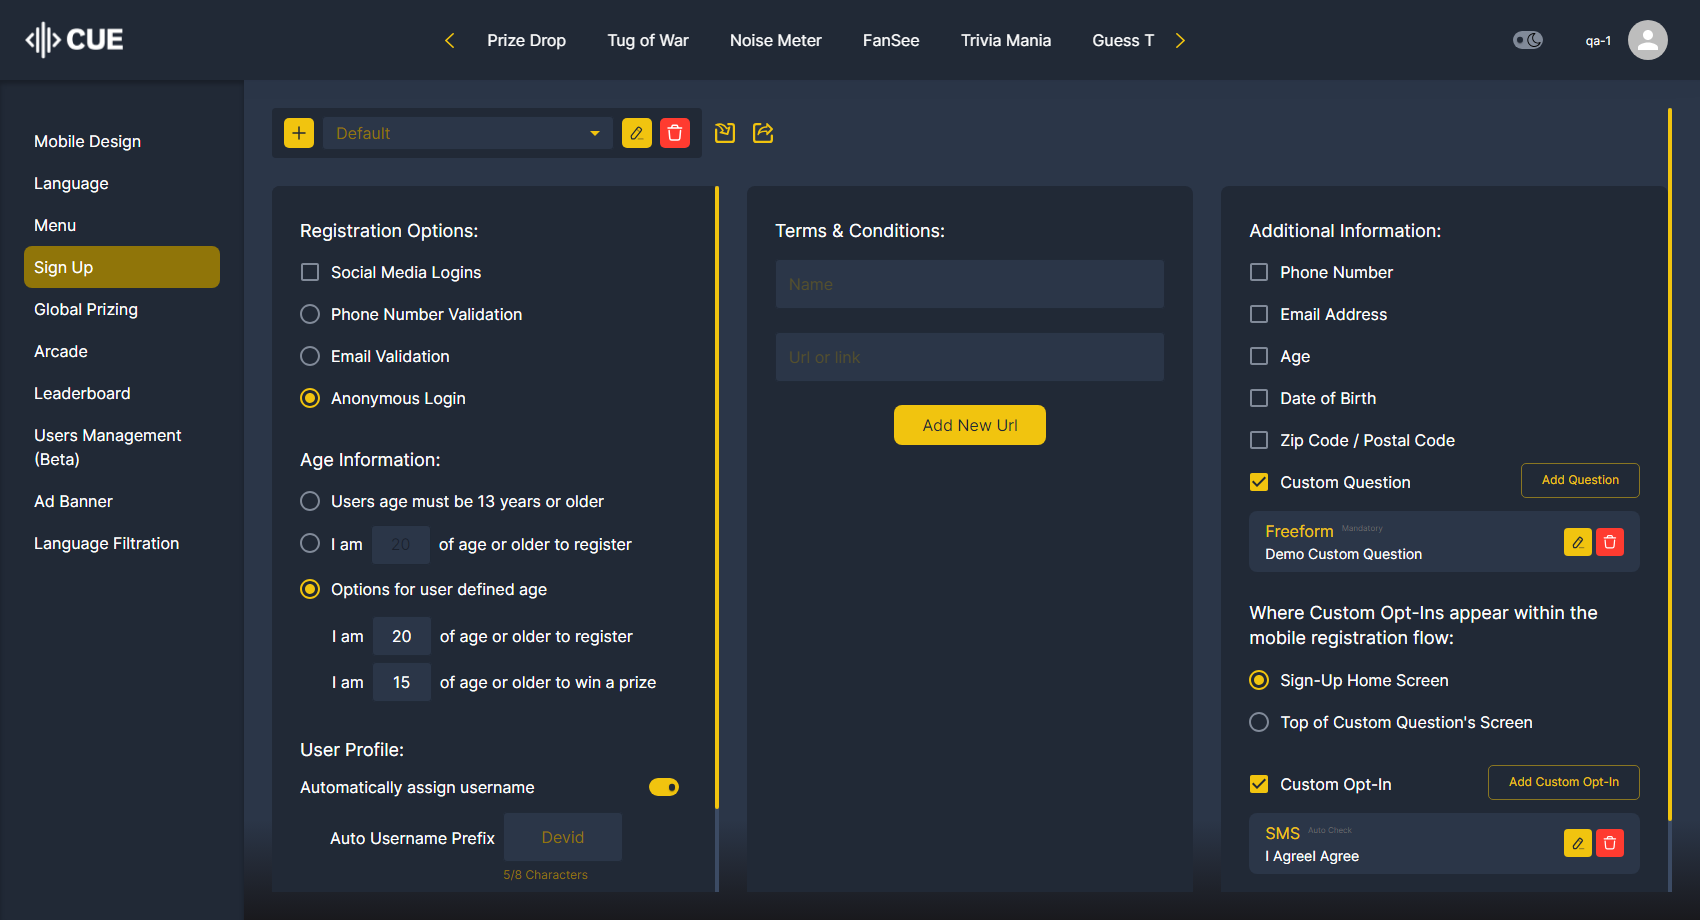 CUE
Prize Drop
Tug of War
Noise Meter
FanSee
Trivia Mania
Guess T
qa-1
Mobile Design
Language
Menu
Sign Up
Global Prizing
Arcade
Leaderboard
Users Management
(Beta)
Ad Banner
Language Filtration
Default
Registration Options:
Social Media Logins
Phone Number Validation
Email Validation
Anonymous Login
Age Information:
Users age must be 13 years or older
I am 20 of age or older to register
Options for user defined age
I am 20 of age or older to register
I am 15 of age or older to win a prize
User Profile:
Automatically assign username
Auto Username Prefix Devid
5/8 Characters
Terms & Conditions:
Name
Url or link
Add New Url
Additional Information:
Phone Number
Email Address
Age
Date of Birth
Zip Code / Postal Code
Custom Question
Add Question
Freeform Mandatory
Demo Custom Question
Where Custom Opt-Ins appear within the
mobile registration flow:
Sign-Up Home Screen
Top of Custom Question's Screen
Custom Opt-In
Add Custom Opt-In
SMS Auto Check
I AgreeI Agree